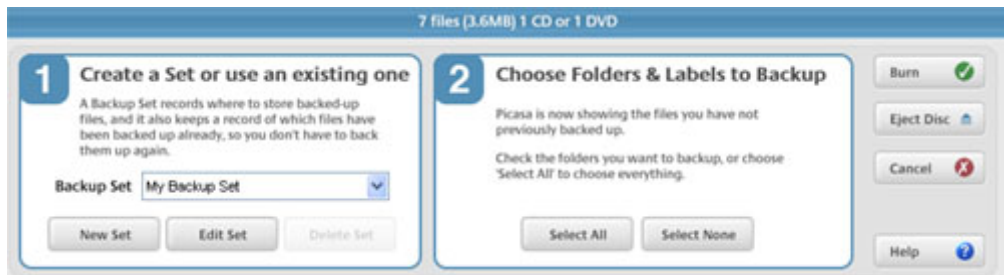 7 files (3.6MB) 1 CD or 1 DVD
1
Create a Set or use an existing one
A Backup Set records where to store backed-up
files, and it also keeps a record of which files have
been backed up already, so you don't have to back
them up again.
Backup Set My Backup Set
New Set Edit Set Delete Set
2
Choose Folders & Labels to Backup
Picasa is now showing the files you have not
previously backed up.
Check the folders you want to backup, or choose
'Select All' to choose everything.
Select All Select None
Burn
Eject Disc
Cancel
Help ?